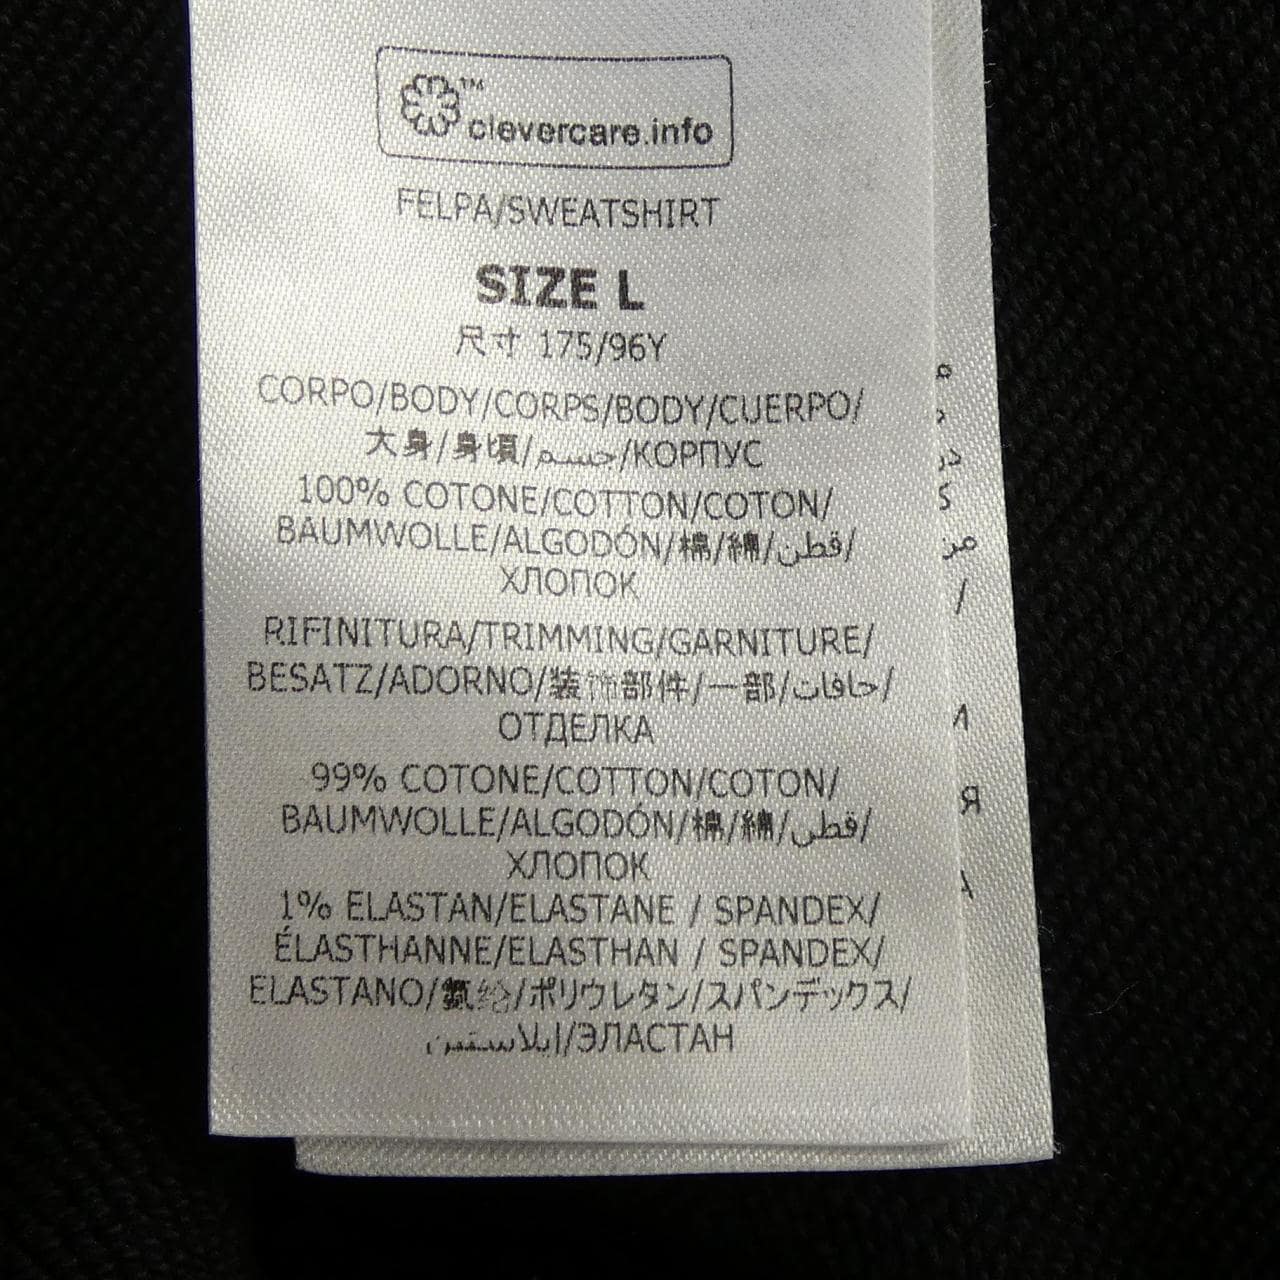 ™
clevercare.info
FELPA/SWEATSHIRT
SIZE L
尺寸 175/96Y
CORPO/BODY/CORPS/BODY/CUERPO/
大身/身頃/جسم/КОРПУС
100% COTONE/COTTON/COTON/
BAUMWOLLE/ALGODÓN/棉/綿/قطن/
ХЛОПОК
RIFINITURA/TRIMMING/GARNITURE/
BESATZ/ADORNO/装饰部件/一部/حافات/
ОТДЕЛКА
99% COTONE/COTTON/COTON/
BAUMWOLLE/ALGODÓN/棉/綿/قطن/
ХЛОПОК
1% ELASTAN/ELASTANE / SPANDEX/
ÉLASTHANNE/ELASTHAN / SPANDEX/
ELASTANO/氨纶/ポリウレタン/スパンデックス/
إيلاستين/ЭЛАСТАН